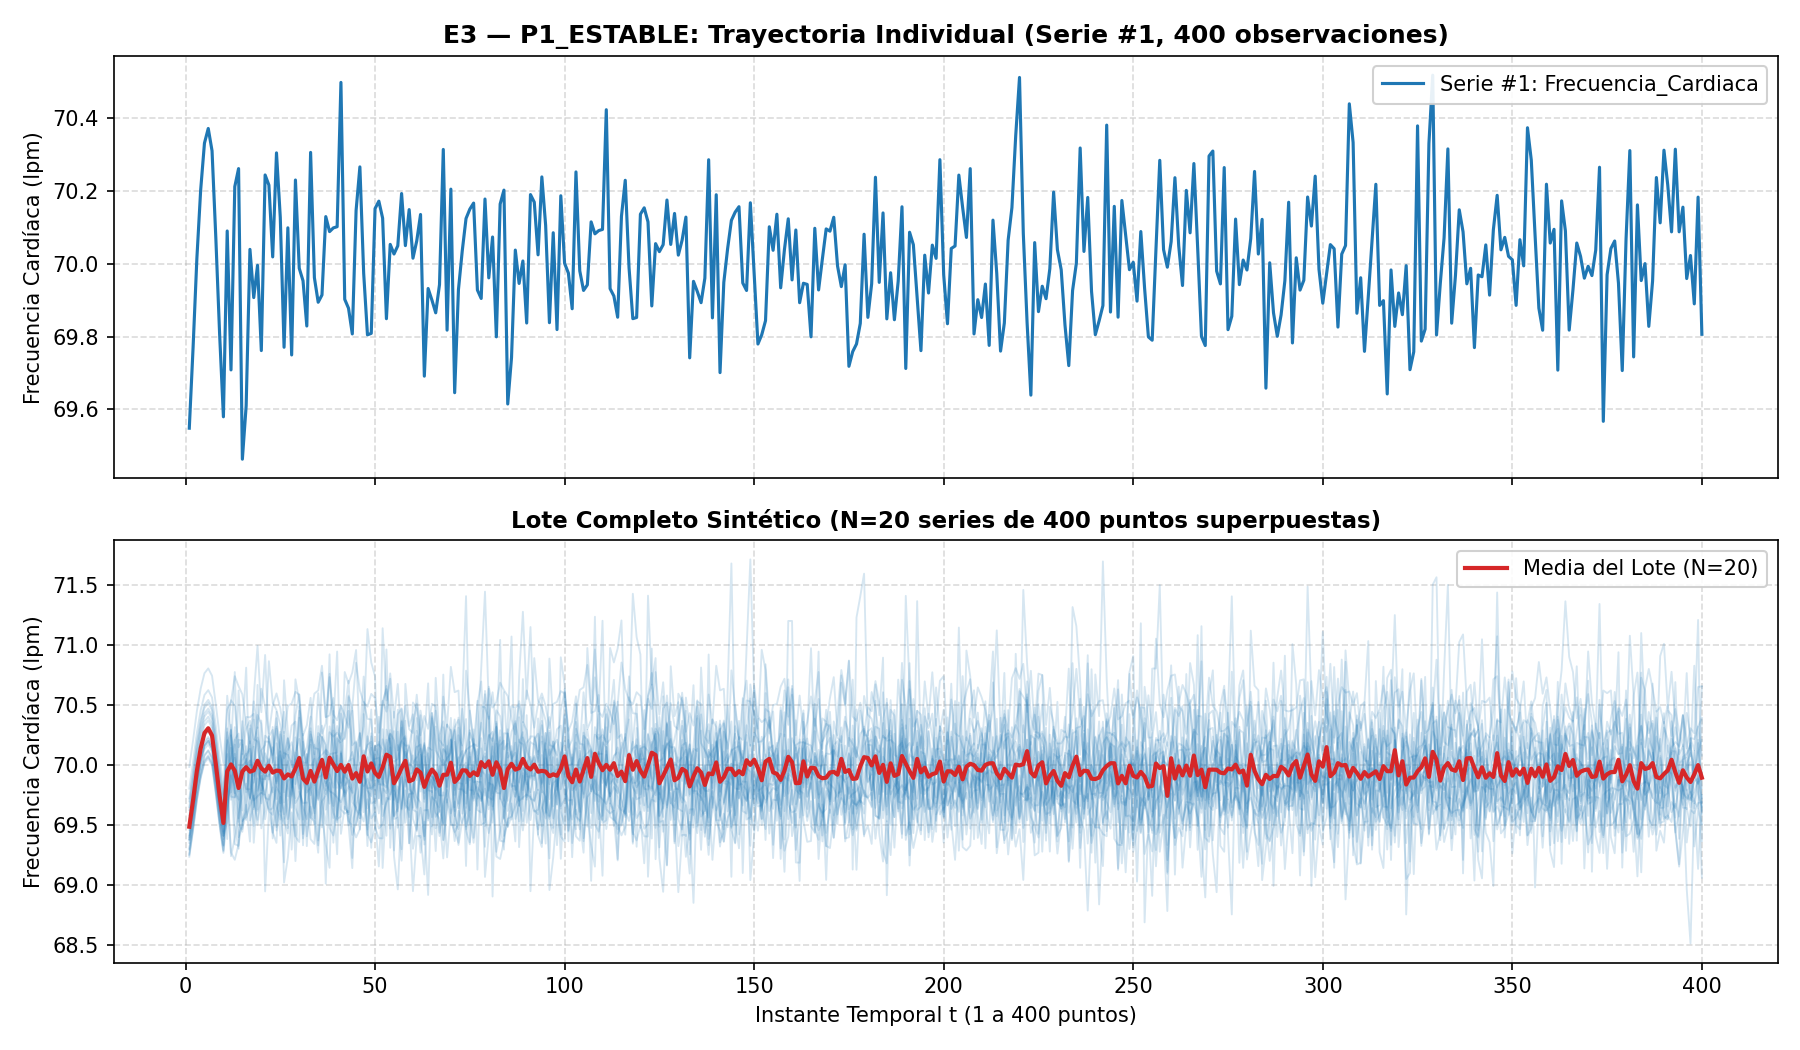 E3 — P1_ESTABLE: Trayectoria Individual (Serie #1, 400 observaciones)
Serie #1: Frecuencia_Cardiaca
Frecuencia Cardíaca (lpm)
70.4
70.2
70.0
69.8
69.6
Lote Completo Sintético (N=20 series de 400 puntos superpuestas)
Media del Lote (N=20)
Frecuencia Cardíaca (lpm)
71.5
71.0
70.5
70.0
69.5
69.0
68.5
0 50 100 150 200 250 300 350 400
Instante Temporal t (1 a 400 puntos)